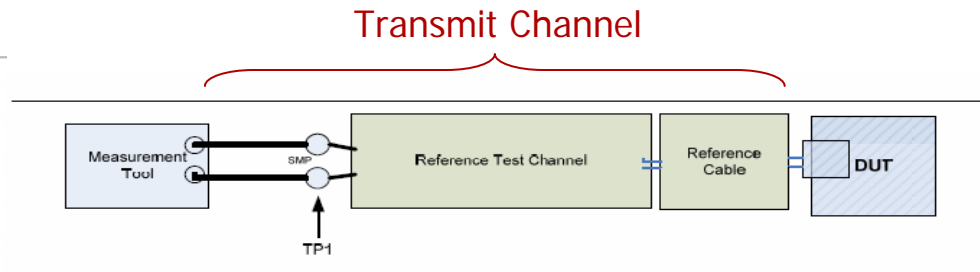 Transmit Channel
Measurement
Tool
SMP
Reference Test Channel
Reference
Cable
DUT
TP1